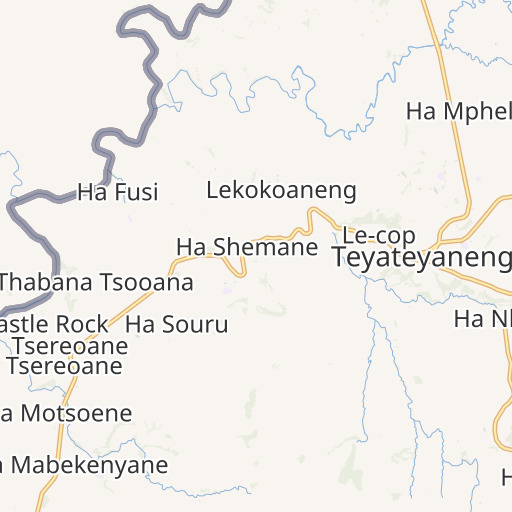 Ha Mphel
Ha Fusi
Lekokoaneng
Le-cop
Ha Shemane
Teyateyaneng
Thabana Tsooana
astle Rock
Ha Souru
Ha Nl
Tsereoane
Tsereoane
a Motsoene
Mabekenyane
H